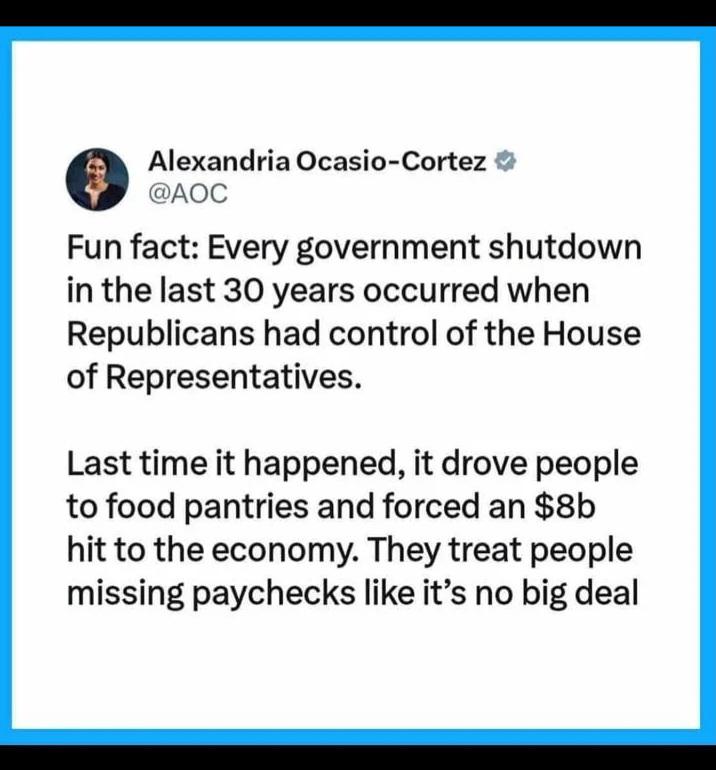 Alexandria Ocasio-Cortez
@AOC
Fun fact: Every government shutdown
in the last 30 years occurred when
Republicans had control of the House
of Representatives.
Last time it happened, it drove people
to food pantries and forced an $8b
hit to the economy. They treat people
missing paychecks like it’s no big deal